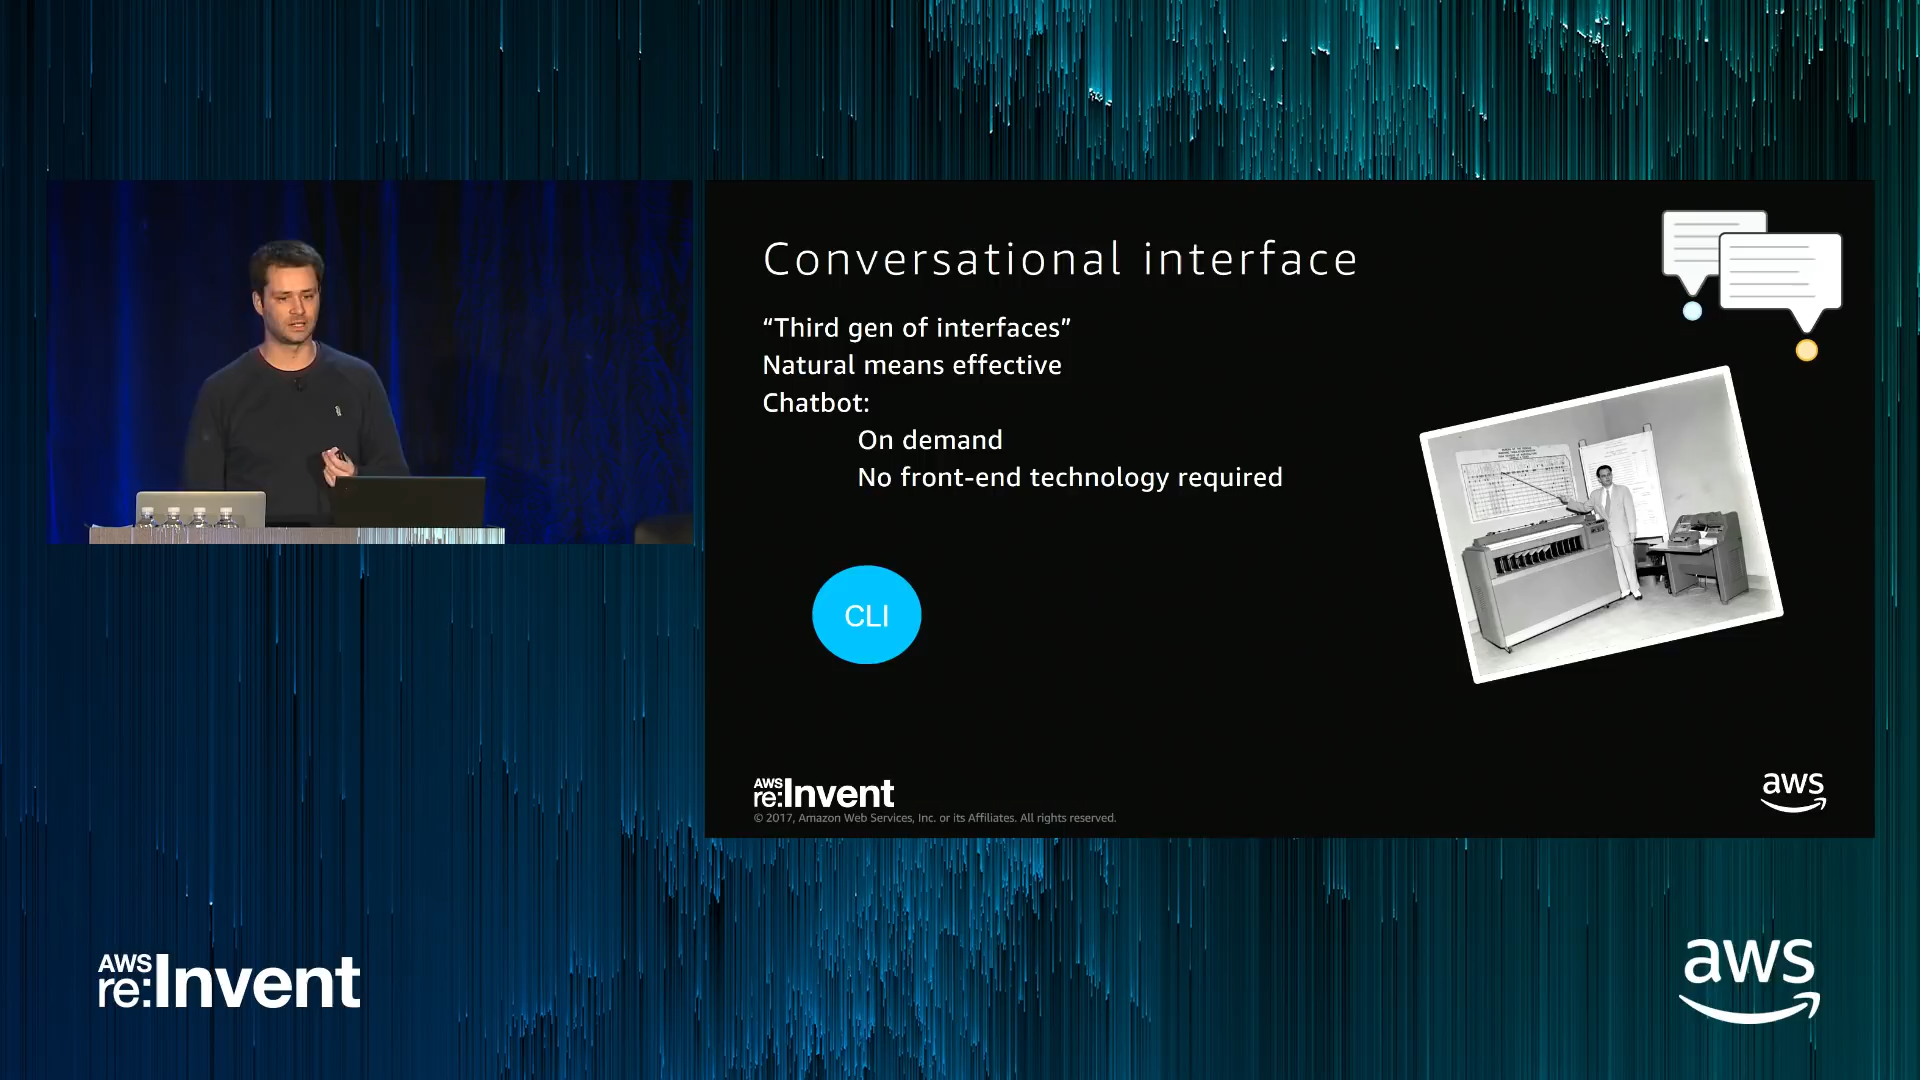 Conversational interface
“Third gen of interfaces”
Natural means effective
Chatbot:
On demand
No front-end technology required
CLI
AWS
re:Invent
© 2017, Amazon Web Services, Inc. or its Affiliates. All rights reserved.
aws
AWS
re:Invent
aws